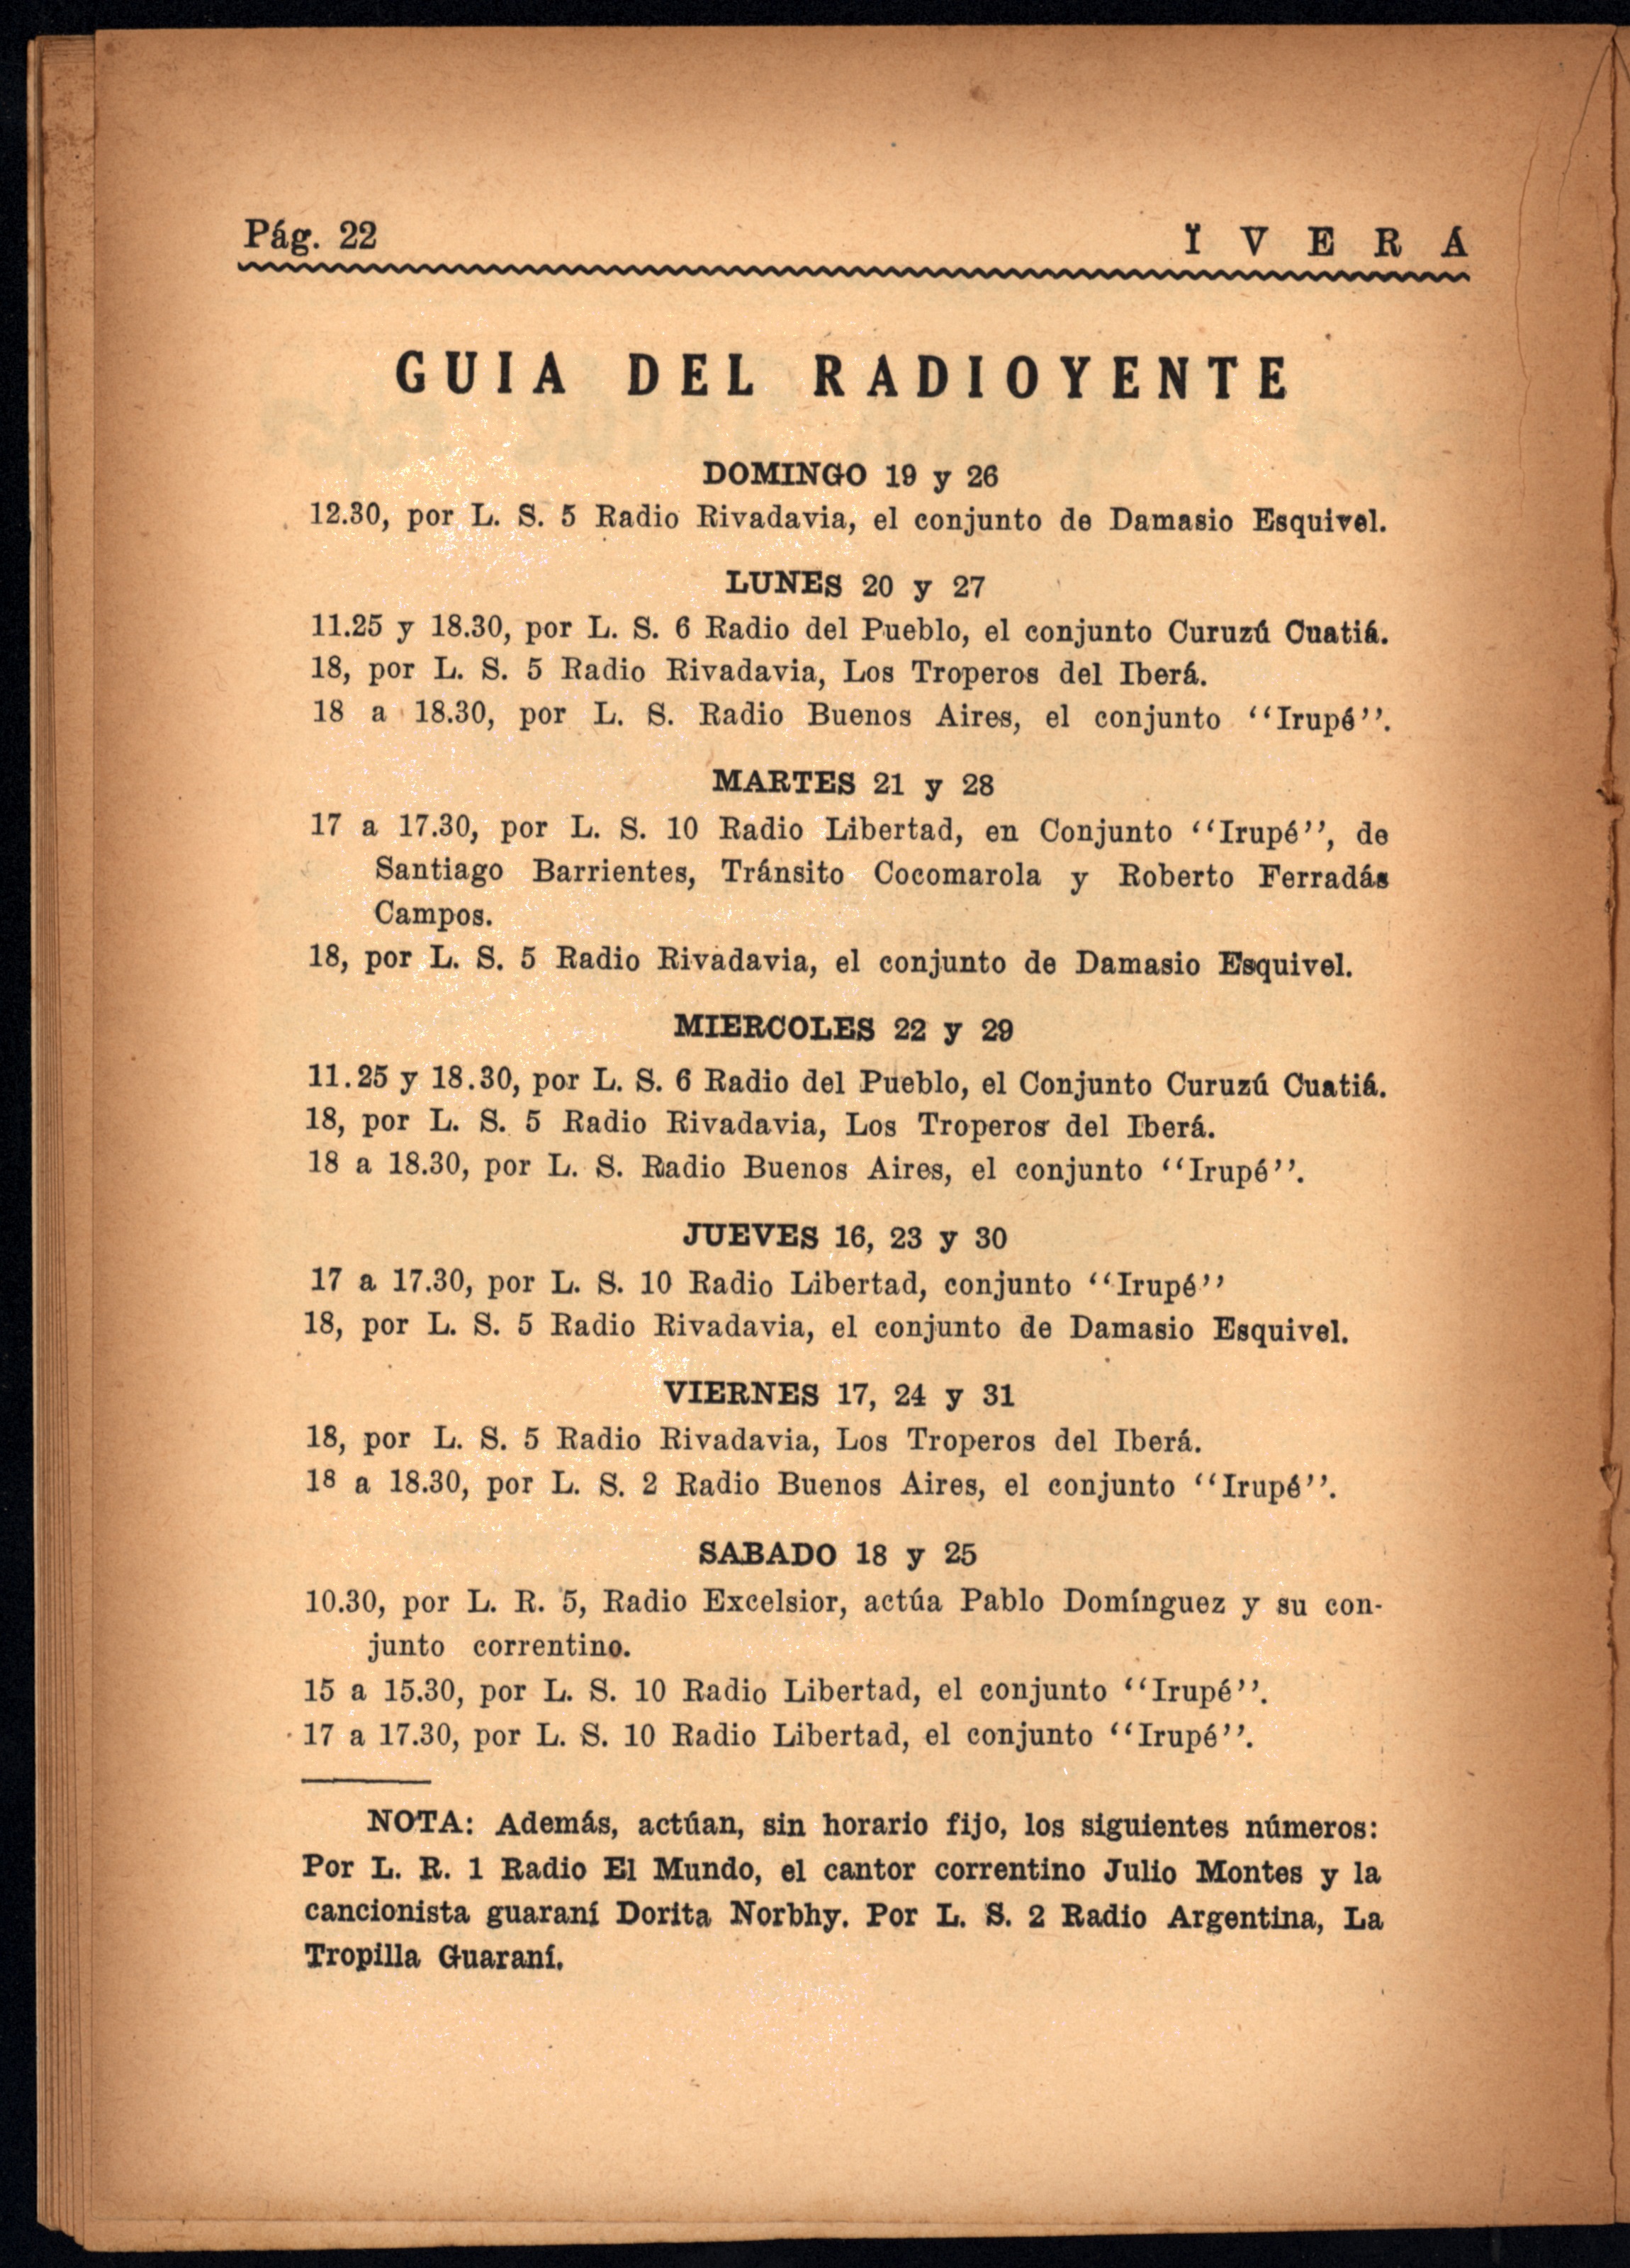 Pág. 22
Ï V E R Á
GUIA DEL RADIOYENTE
DOMINGO 19 y 26
12.30, por L. S. 5 Radio Rivadavia, el conjunto de Damasio Esquivel.
LUNES 20 y 27
11.25 y 18.30, por L. S. 6 Radio del Pueblo, el conjunto Curuzú Cuatiá.
18, por L. S. 5 Radio Rivadavia, Los Troperos del Iberá.
18 a 18.30, por L. S. Radio Buenos Aires, el conjunto ‘‘Irupé’’.
MARTES 21 y 28
17 a 17.30, por L. S. 10 Radio Libertad, en Conjunto ‘‘Irupé’’, de
Santiago Barrientes, Tránsito Cocomarola y Roberto Ferradás
Campos.
18, por L. S. 5 Radio Rivadavia, el conjunto de Damasio Esquivel.
MIERCOLES 22 y 29
11.25 y 18.30, por L. S. 6 Radio del Pueblo, el Conjunto Curuzú Cuatiá.
18, por L. S. 5 Radio Rivadavia, Los Troperos del Iberá.
18 a 18.30, por L. S. Radio Buenos Aires, el conjunto ‘‘Irupé’’.
JUEVES 16, 23 y 30
17 a 17.30, por L. S. 10 Radio Libertad, conjunto ‘‘Irupé’’
18, por L. S. 5 Radio Rivadavia, el conjunto de Damasio Esquivel.
VIERNES 17, 24 y 31
18, por L. S. 5 Radio Rivadavia, Los Troperos del Iberá.
18 a 18.30, por L. S. 2 Radio Buenos Aires, el conjunto ‘‘Irupé’’.
SABADO 18 y 25
10.30, por L. R. 5, Radio Excelsior, actúa Pablo Domínguez y su con-
junto correntino.
15 a 15.30, por L. S. 10 Radio Libertad, el conjunto ‘‘Irupé’’.
17 a 17.30, por L. S. 10 Radio Libertad, el conjunto ‘‘Irupé’’.
NOTA: Además, actúan, sin horario fijo, los siguientes números:
Por L. R. 1 Radio El Mundo, el cantor correntino Julio Montes y la
cancionista guaraní Dorita Norbhy. Por L. S. 2 Radio Argentina, La
Tropilla Guaraní.